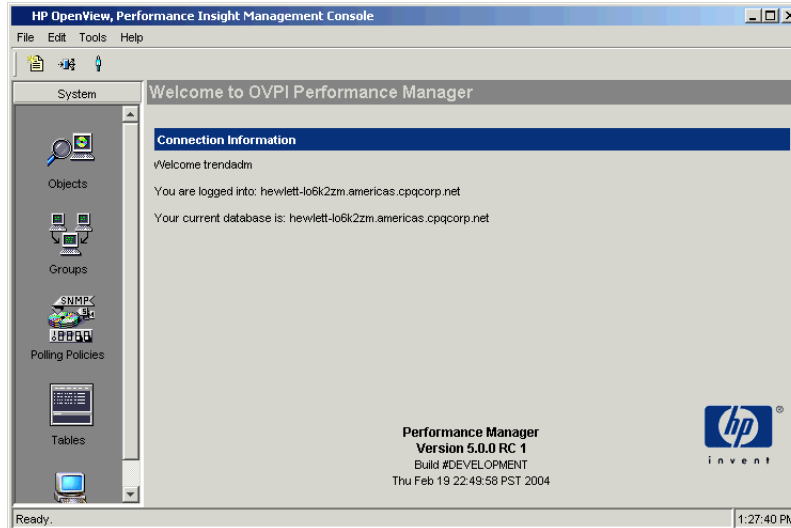 HP OpenView, Performance Insight Management Console
File Edit Tools Help
System
Welcome to OVPI Performance Manager
Connection Information
Welcome trendadm
You are logged into: hewlett-lo6k2zm.americas.cpqcorp.net
Your current database is: hewlett-lo6k2zm.americas.cpqcorp.net
Objects
Groups
SNMP
Polling Policies
Tables
Performance Manager
Version 5.0.0 RC 1
Build #DEVELOPMENT
Thu Feb 19 22:49:58 PST 2004
hp ®
invent
Ready.
1:27:40 PM